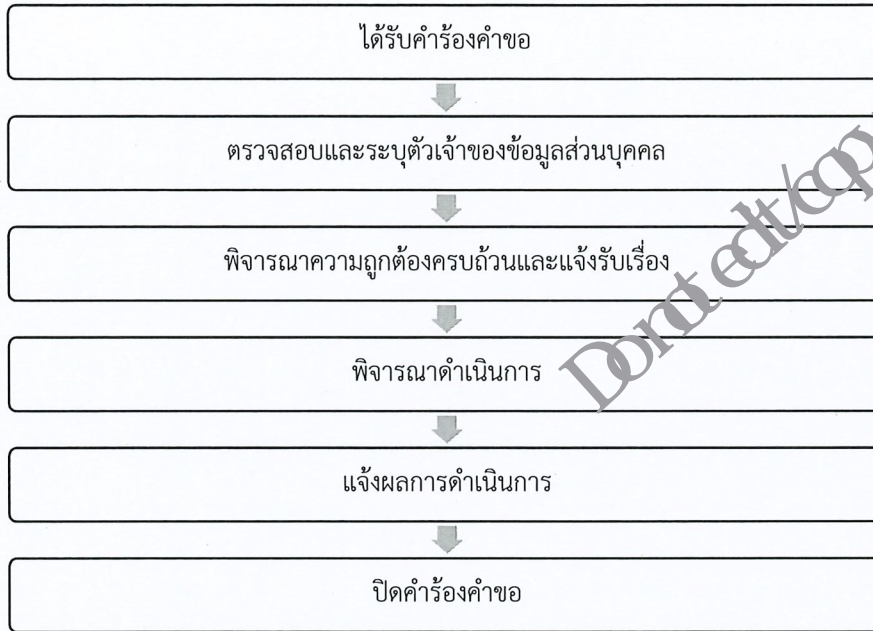 ได้รับคำร้องคำขอ
ตรวจสอบและระบุตัวเจ้าของข้อมูลส่วนบุคคล
พิจารณาความถูกต้องครบถ้วนและแจ้งรับเรื่อง
พิจารณาดำเนินการ
แจ้งผลการดำเนินการ
ปิดคำร้องคำขอ
Do not edit/copy